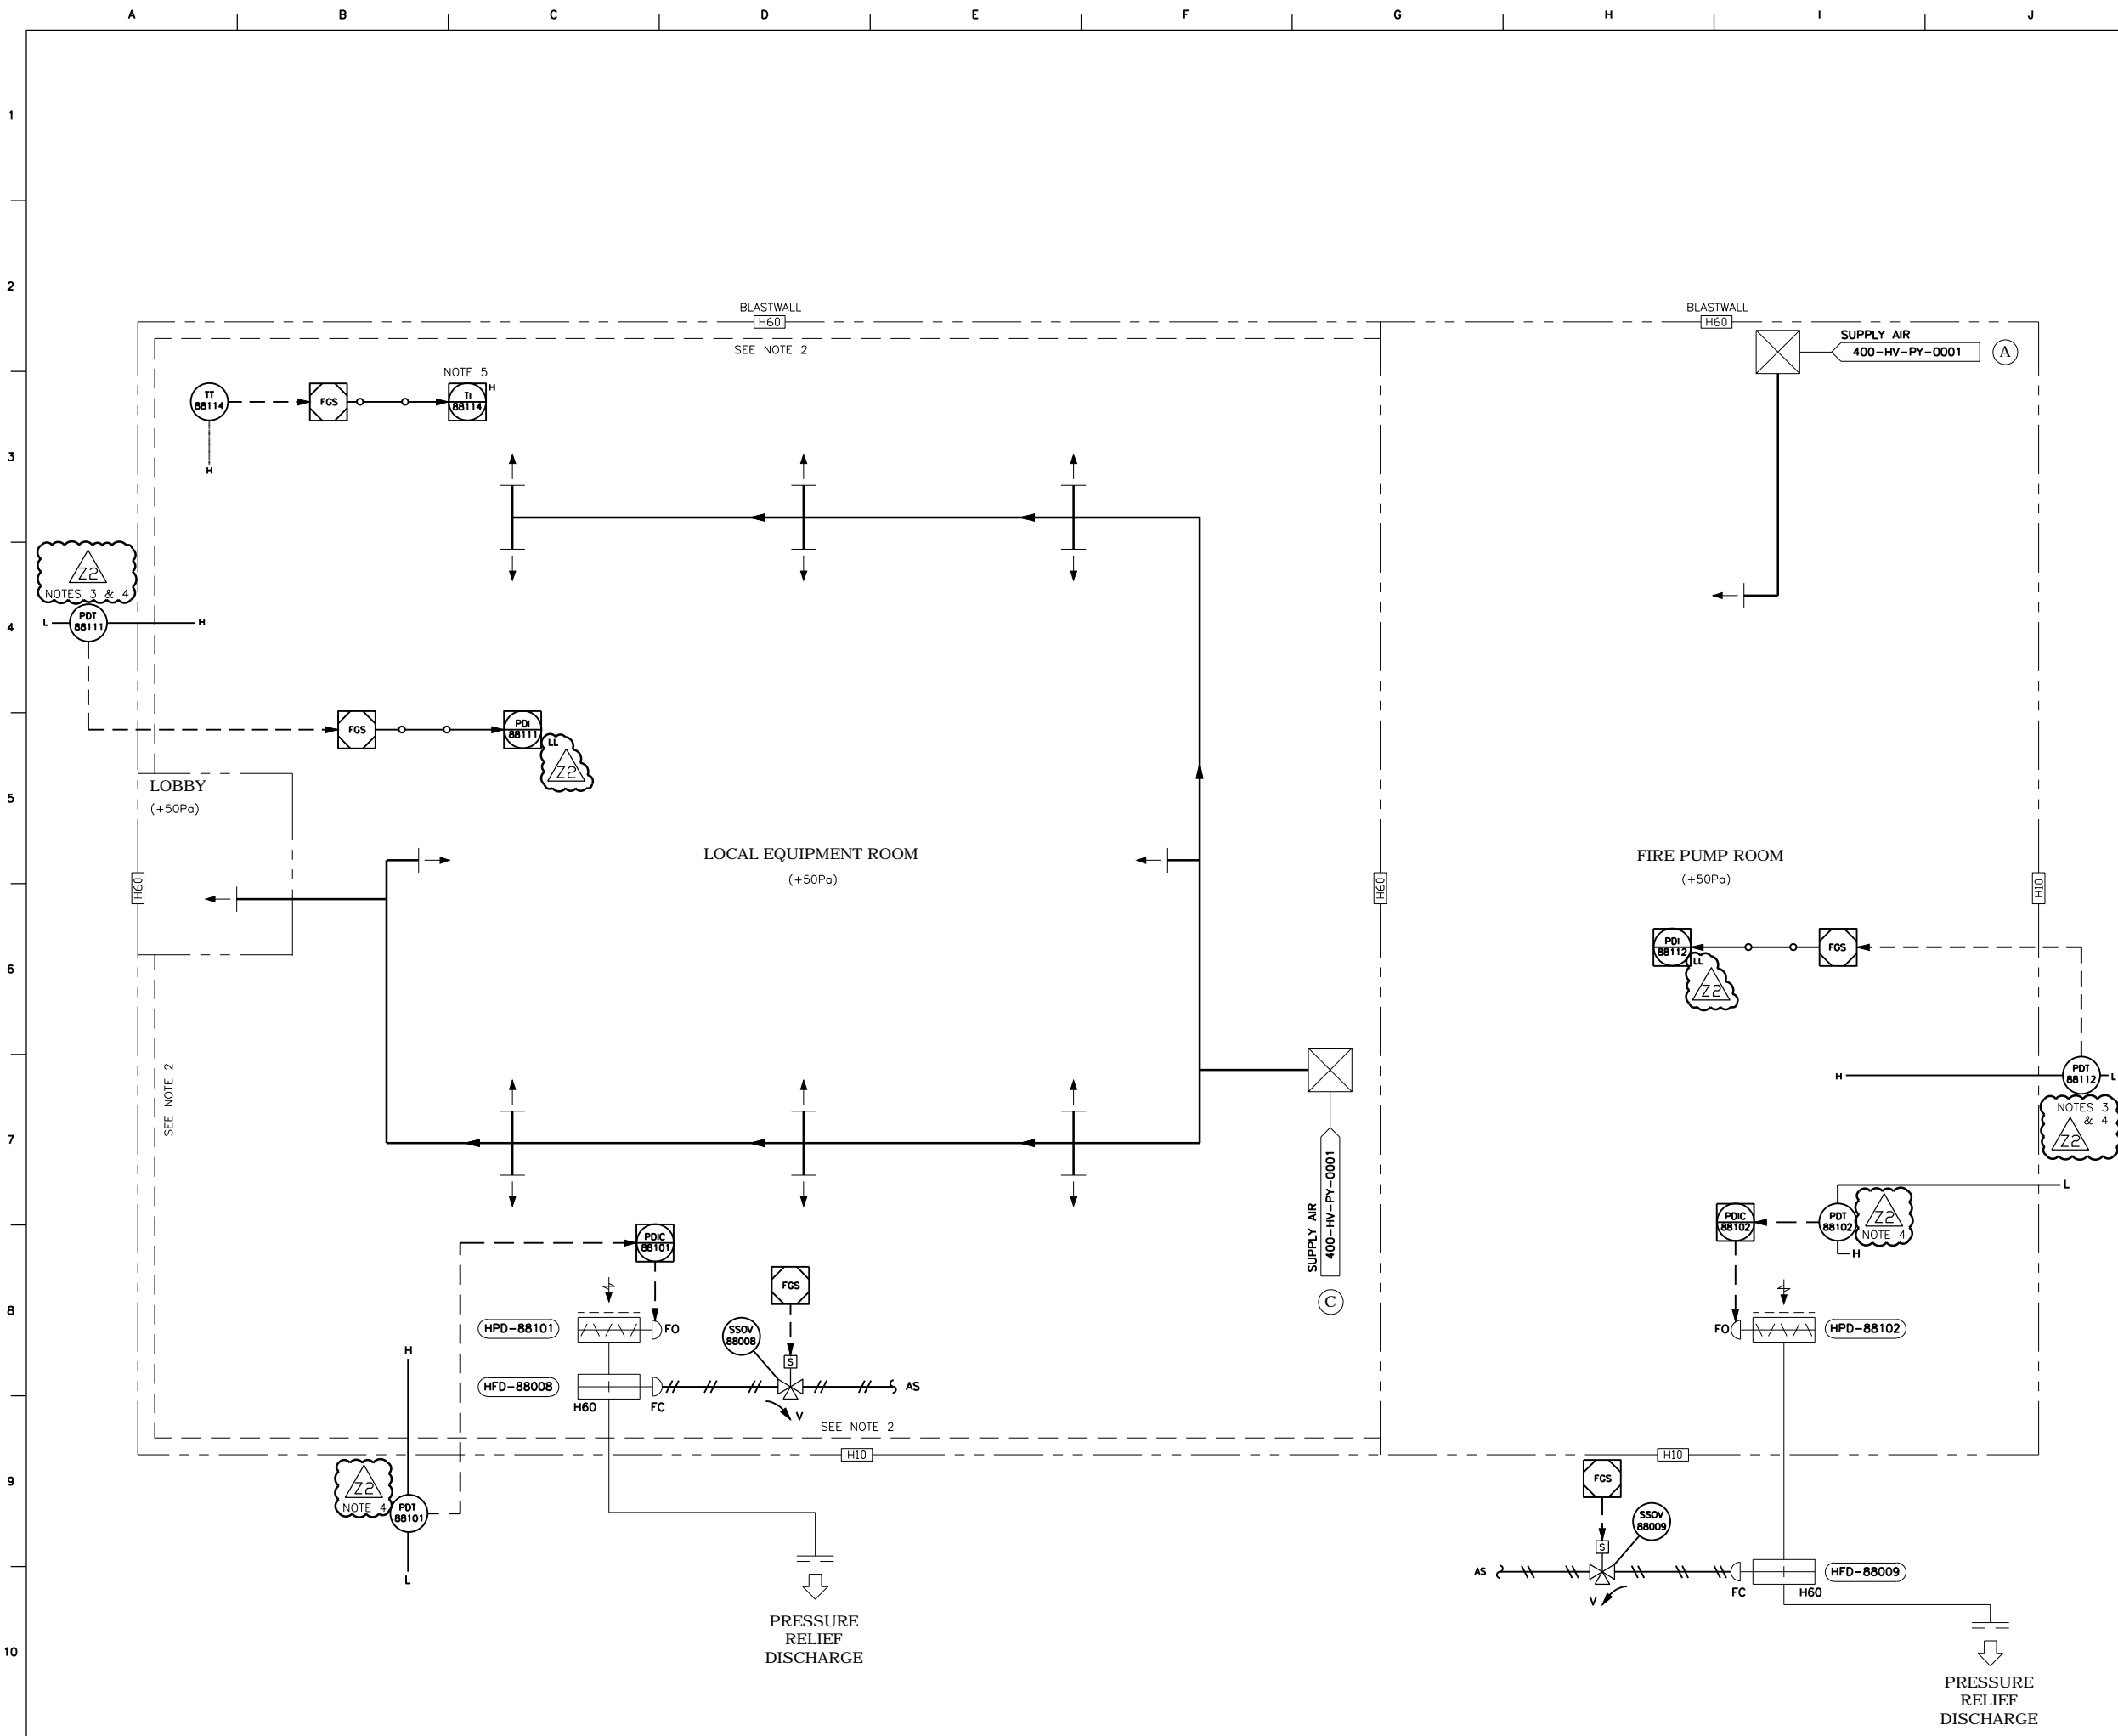 A B C D E F G H I J
1
2
BLASTWALL
H60
SEE NOTE 2
BLASTWALL
H60
SUPPLY AIR
400-HV-PY-0001
A
NOTE 5
TT
88114
FGS
TI
88114
H
H
3
Z2
NOTES 3 & 4
4
L
PDT
88111
H
FGS
PDI
88111
LL
Z2
5
LOBBY
(+50Pa)
LOCAL EQUIPMENT ROOM
(+50Pa)
FIRE PUMP ROOM
(+50Pa)
H60
H60
H10
6
PDI
88112
LL
Z2
FGS
SEE NOTE 2
H
PDT
88112
L
NOTES 3
& 4
Z2
7
SUPPLY AIR
400-HV-PY-0001
C
L
PDIC
88101
PDIC
88102
PDT
88102
Z2
NOTE 4
H
FGS
8
HPD-88101
FO
SSOV
88008
S
FO
HPD-88102
H
HFD-88008
H60
FC
AS
V
SEE NOTE 2
H10
H10
9
Z2
NOTE 4
PDT
88101
L
FGS
SSOV
88009
S
AS
V
FC
H60
HFD-88009
10
PRESSURE
RELIEF
DISCHARGE
PRESSURE
RELIEF
DISCHARGE